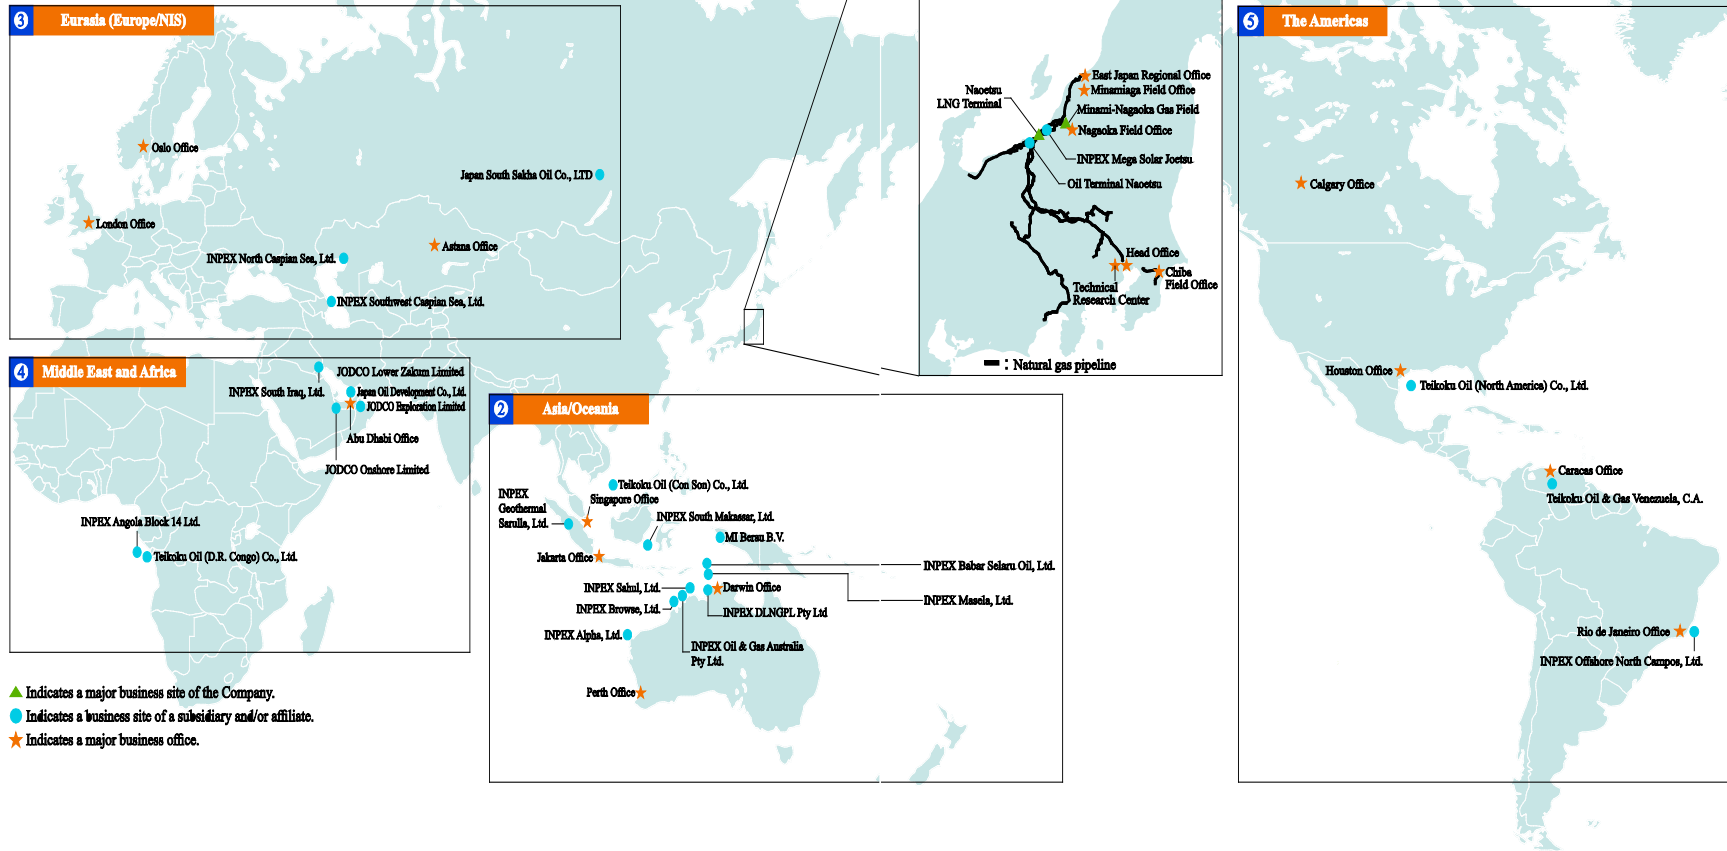 3 Eurasia (Europe/NIS)
Oslo Office
London Office
Japan South Sakha Oil Co., LTD
Astana Office
INPEX North Caspian Sea, Ltd.
INPEX Southwest Caspian Sea, Ltd.
4 Middle East and Africa
JODCO Lower Zakum Limited
INPEX South Iraq, Ltd.
Japan Oil Development Co., Ltd.
JODCO Exploration Limited
Abu Dhabi Office
JODCO Onshore Limited
INPEX Angola Block 14 Ltd.
Teikoku Oil (D.R. Congo) Co., Ltd.
Indicates a major business site of the Company.
Indicates a business site of a subsidiary and/or affiliate.
Indicates a major business office.
2 Asia/Oceania
Teikoku Oil (Con Son) Co., Ltd.
INPEX
Geothermal
Sarulla, Ltd.
Singapore Office
INPEX South Makassar, Ltd.
MI Berau B.V.
Jakarta Office
INPEX Babar Selaru Oil, Ltd.
INPEX Masela, Ltd.
INPEX Sahul, Ltd.
Darwin Office
INPEX Browse, Ltd.
INPEX DLNGPL Pty Ltd
INPEX Alpha, Ltd.
INPEX Oil & Gas Australia
Pty Ltd.
Perth Office
East Japan Regional Office
Minamiaga Field Office
Naoetsu
LNG Terminal
Minami-Nagaoka Gas Field
Nagaoka Field Office
INPEX Mega Solar Joetsu
Oil Terminal Naoetsu
Head Office
Chiba
Field Office
Technical
Research Center
: Natural gas pipeline
5 The Americas
Calgary Office
Houston Office
Teikoku Oil (North America) Co., Ltd.
Caracas Office
Teikoku Oil & Gas Venezuela, C.A.
Rio de Janeiro Office
INPEX Offshore North Campos, Ltd.